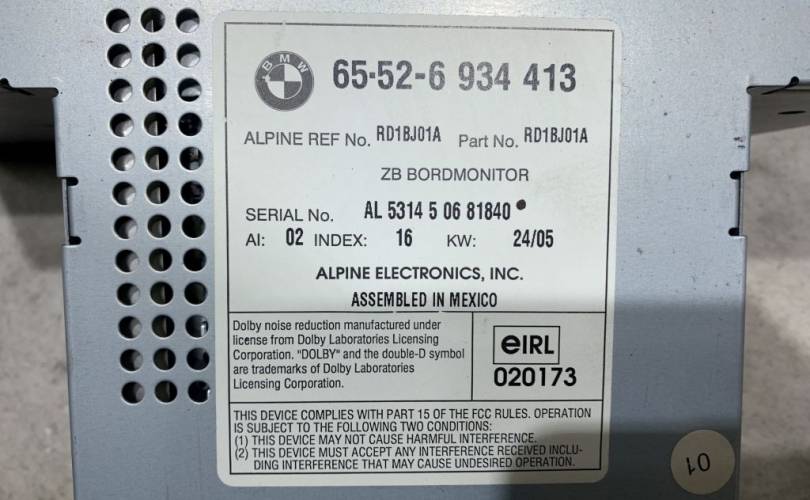 BMW
65-52-6 934 413
ALPINE REF No. RD1BJ01A Part No. RD1BJ01A
ZB BORDMONITOR
SERIAL No. AL 5314 5 06 81840
AI: 02 INDEX: 16 KW: 24/05
ALPINE ELECTRONICS, INC.
ASSEMBLED IN MEXICO
Dolby noise reduction manufactured under
license from Dolby Laboratories Licensing
Corporation. "DOLBY" and the double-D symbol
are trademarks of Dolby Laboratories
Licensing Corporation.
eIRL
020173
THIS DEVICE COMPLIES WITH PART 15 OF THE FCC RULES. OPERATION
IS SUBJECT TO THE FOLLOWING TWO CONDITIONS:
(1) THIS DEVICE MAY NOT CAUSE HARMFUL INTERFERENCE.
(2) THIS DEVICE MUST ACCEPT ANY INTERFERENCE RECEIVED INCLU-
DING INTERFERENCE THAT MAY CAUSE UNDESIRED OPERATION.
01